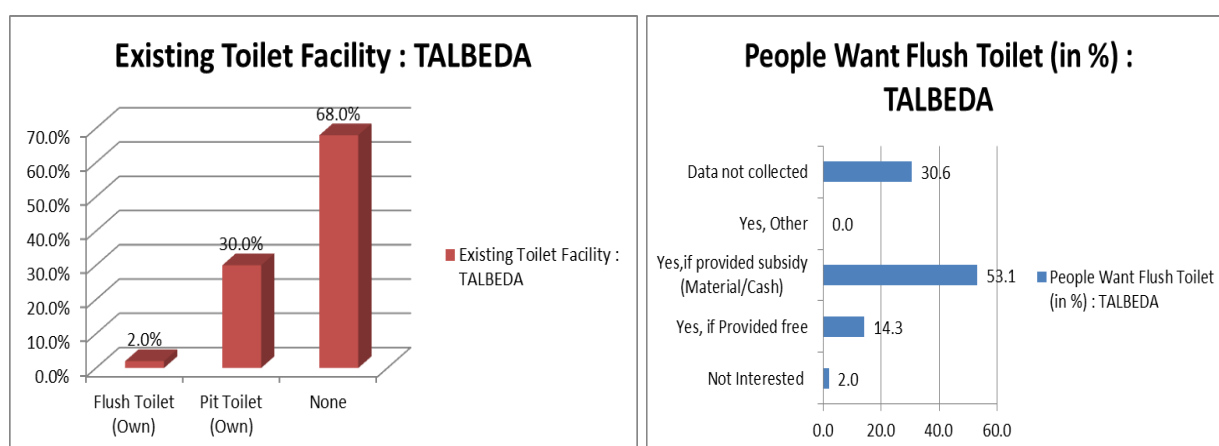 Existing Toilet Facility : TALBEDA
70.0%
60.0%
50.0%
40.0%
30.0%
20.0%
10.0%
0.0%
2.0%
30.0%
68.0%
Flush Toilet
(Own)
Pit Toilet
(Own)
None
Existing Toilet Facility :
TALBEDA
People Want Flush Toilet (in %) :
TALBEDA
Data not collected
30.6
Yes, Other
0.0
Yes,if provided subsidy
(Material/Cash)
53.1
Yes, if Provided free
14.3
Not Interested
2.0
0.0 20.0 40.0 60.0
People Want Flush Toilet
(in %) : TALBEDA